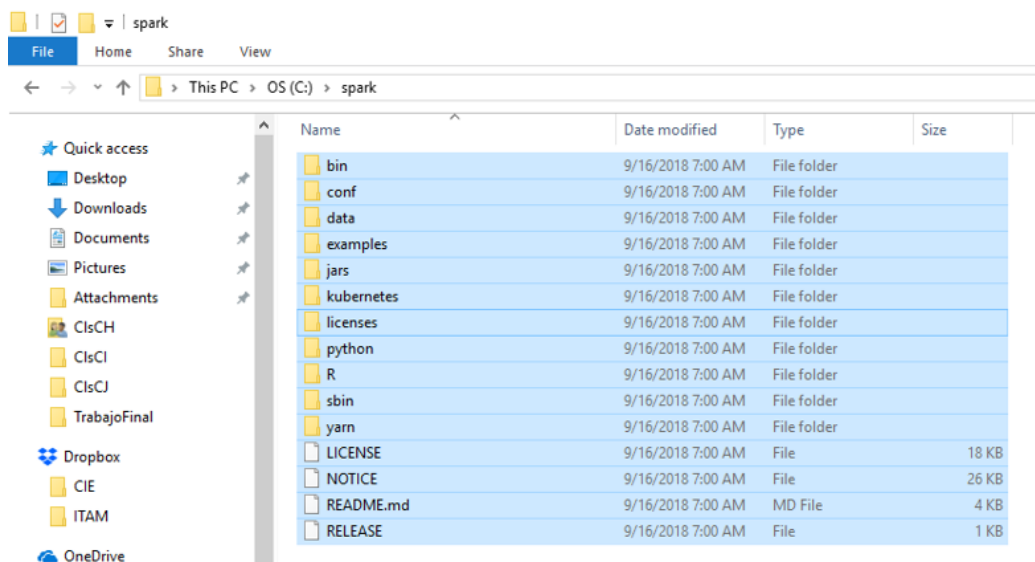 spark
File Home Share View
This PC > OS (C:) > spark
Name Date modified Type Size
Quick access
Desktop
Downloads
Documents
Pictures
Attachments
ClsCH
ClsCI
ClsCJ
TrabajoFinal
Dropbox
CIE
ITAM
OneDrive
bin 9/16/2018 7:00 AM File folder
conf 9/16/2018 7:00 AM File folder
data 9/16/2018 7:00 AM File folder
examples 9/16/2018 7:00 AM File folder
jars 9/16/2018 7:00 AM File folder
kubernetes 9/16/2018 7:00 AM File folder
licenses 9/16/2018 7:00 AM File folder
python 9/16/2018 7:00 AM File folder
R 9/16/2018 7:00 AM File folder
sbin 9/16/2018 7:00 AM File folder
yarn 9/16/2018 7:00 AM File folder
LICENSE 9/16/2018 7:00 AM File 18 KB
NOTICE 9/16/2018 7:00 AM File 26 KB
README.md 9/16/2018 7:00 AM MD File 4 KB
RELEASE 9/16/2018 7:00 AM File 1 KB